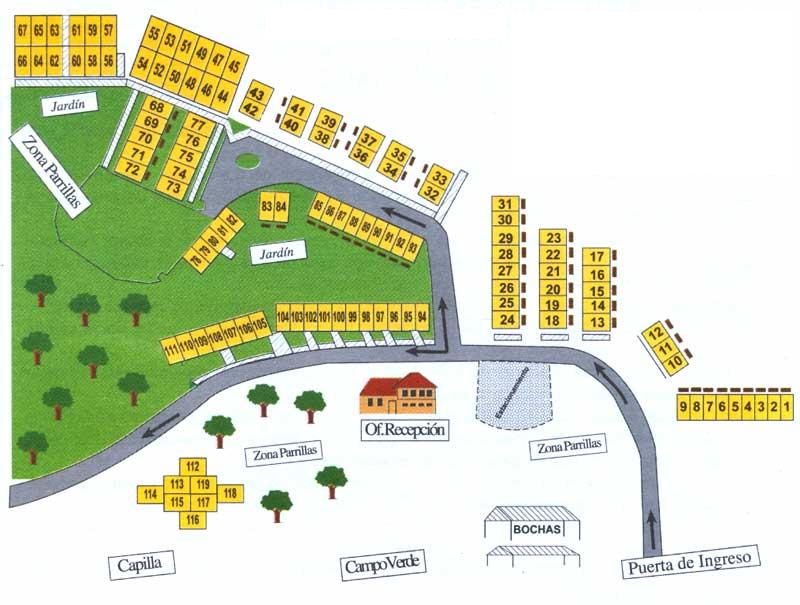 67 65 63 61 59 57
66 64 62 60 58 56
55 53 51 49 47 45
54 52 50 48 46 44
43
42
41
40
39
38
37
36
35
34
33
32
Jardín
Zona Parrillas
68
69
70
71
72
77
76
75
74
73
83 84
85 86 87 88 89 90 91 92 93
82
81
80
79
78
Jardín
31
30
29
28
27
26
25
24
23
22
21
20
19
18
17
16
15
14
13
12
11
10
9 8 7 6 5 4 3 2 1
104 103 102 101 100 99 98 97 96 85 94
111 110 109 108 107 106 105
Estacionamiento
Of. Recepción
Zona Parrillas
Zona Parrillas
112
113 119
114 118
115 117
116
BOCHAS
Capilla
Campo Verde
Puerta de Ingreso